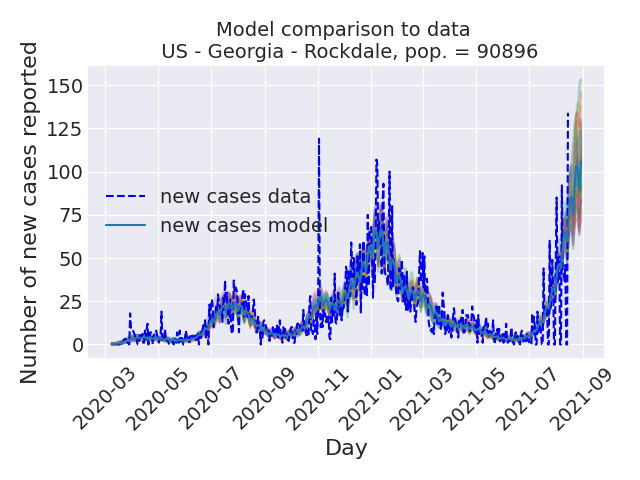 Model comparison to data
US - Georgia - Rockdale, pop. = 90896
Number of new cases reported
150
125
100
75
50
25
0
new cases data
new cases model
2020-03
2020-05
2020-07
2020-09
2020-11
2021-01
2021-03
2021-05
2021-07
2021-09
Day